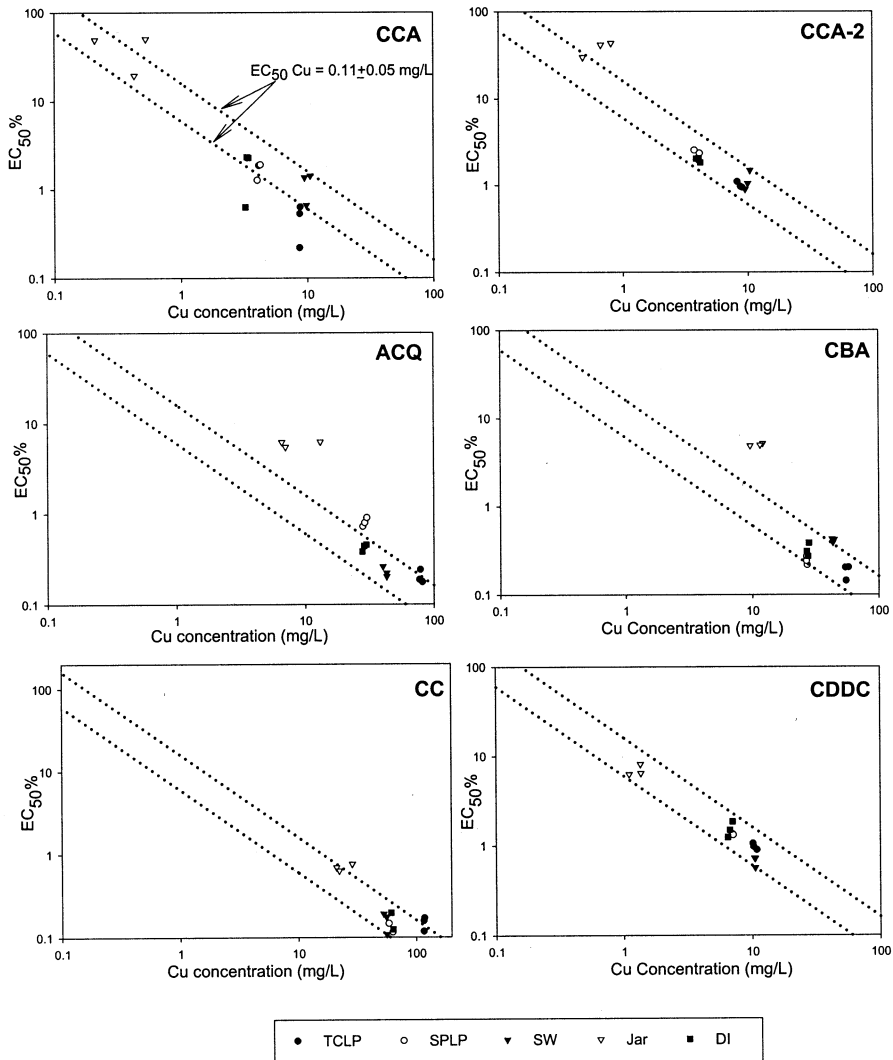 CCA
EC50 Cu = 0.11±0.05 mg/L
EC50%
100
10
1
0.1
0.1 1 10 100
Cu concentration (mg/L)
CCA-2
EC50%
100
10
1
0.1
0.1 1 10 100
Cu Concentration (mg/L)
ACQ
EC50%
100
10
1
0.1
0.1 1 10 100
Cu concentration (mg/L)
CBA
EC50%
100
10
1
0.1
0.1 1 10 100
Cu Concentration (mg/L)
CC
EC50%
100
10
1
0.1
0.1 1 10 100
Cu concentration (mg/L)
CDDC
EC50%
100
10
1
0.1
0.1 1 10 100
Cu Concentration (mg/L)
TCLP SPLP SW Jar DI